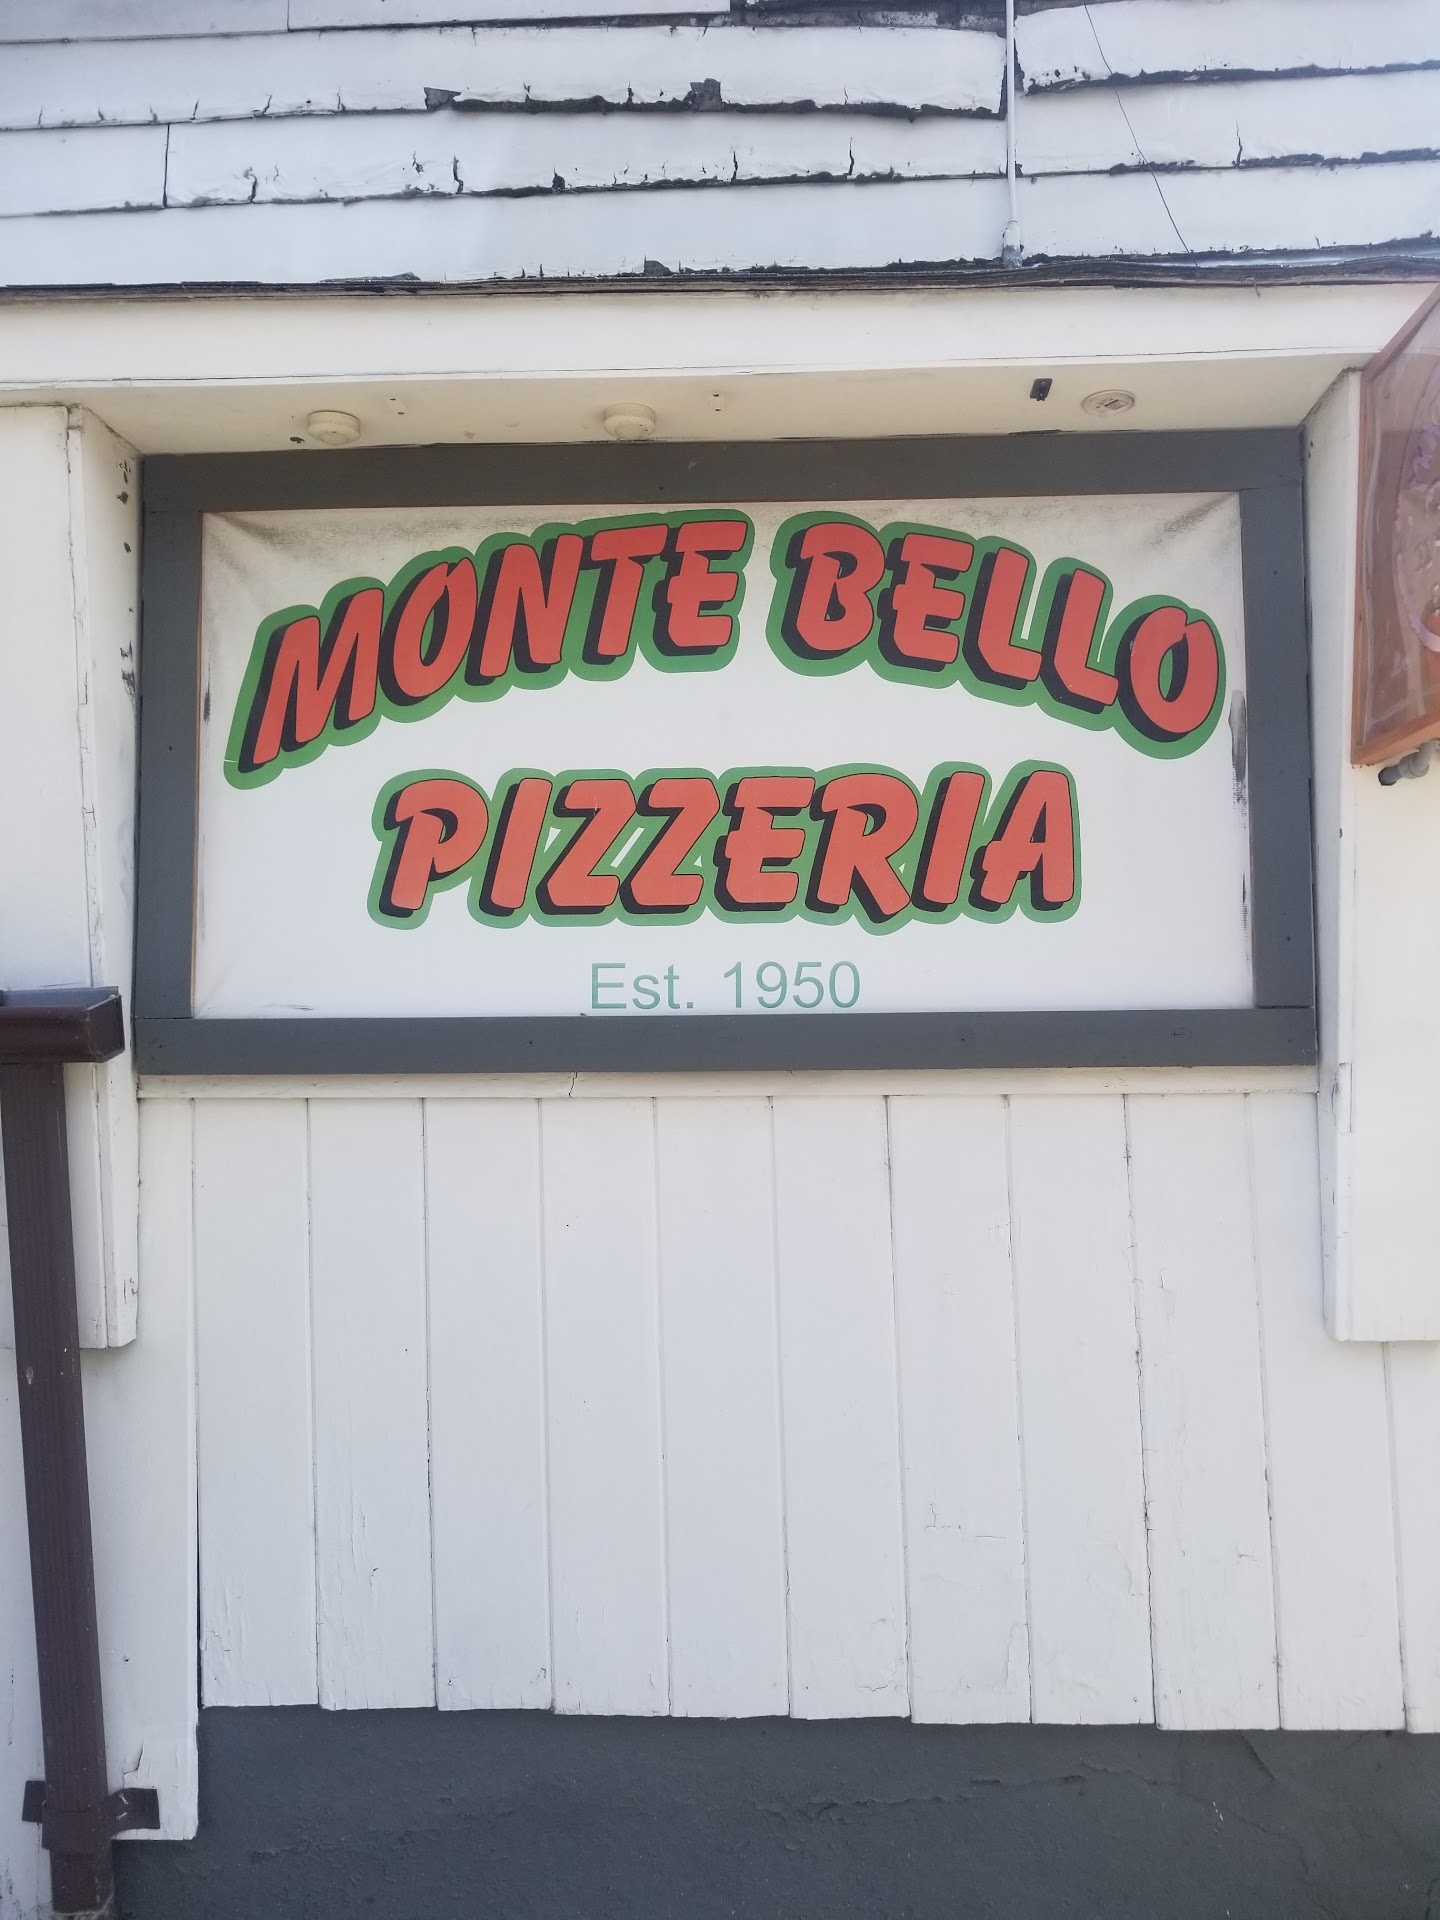 MONTE BELLO
PIZZERIA
Est. 1950